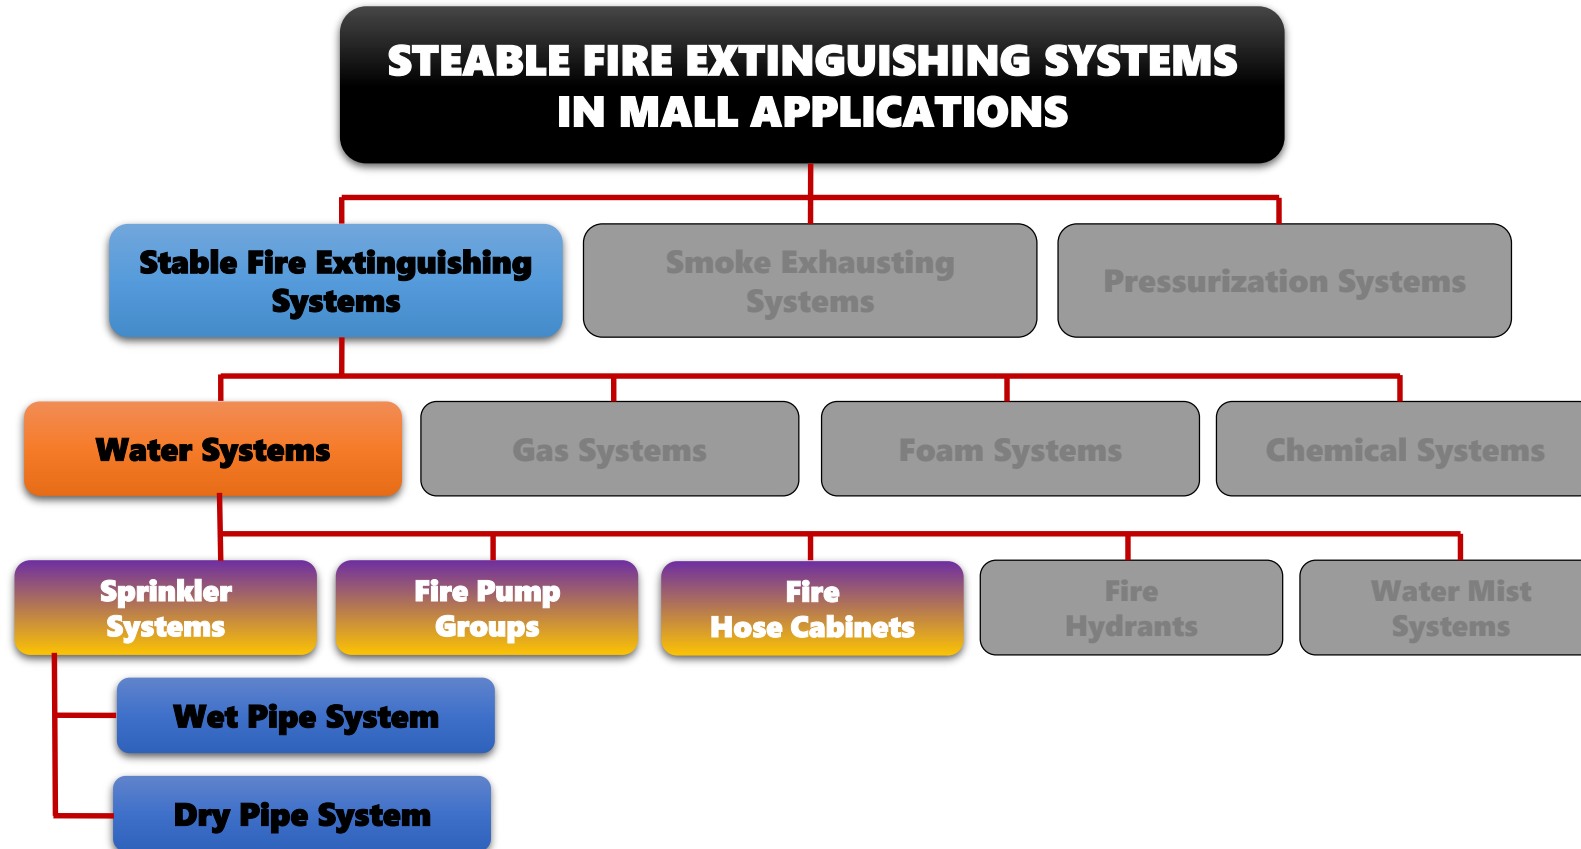 STEABLE FIRE EXTINGUISHING SYSTEMS
IN MALL APPLICATIONS
Stable Fire Extinguishing
Systems
Smoke Exhausting
Systems
Pressurization Systems
Water Systems
Gas Systems
Foam Systems
Chemical Systems
Sprinkler
Systems
Fire Pump
Groups
Fire
Hose Cabinets
Fire
Hydrants
Water Mist
Systems
Wet Pipe System
Dry Pipe System